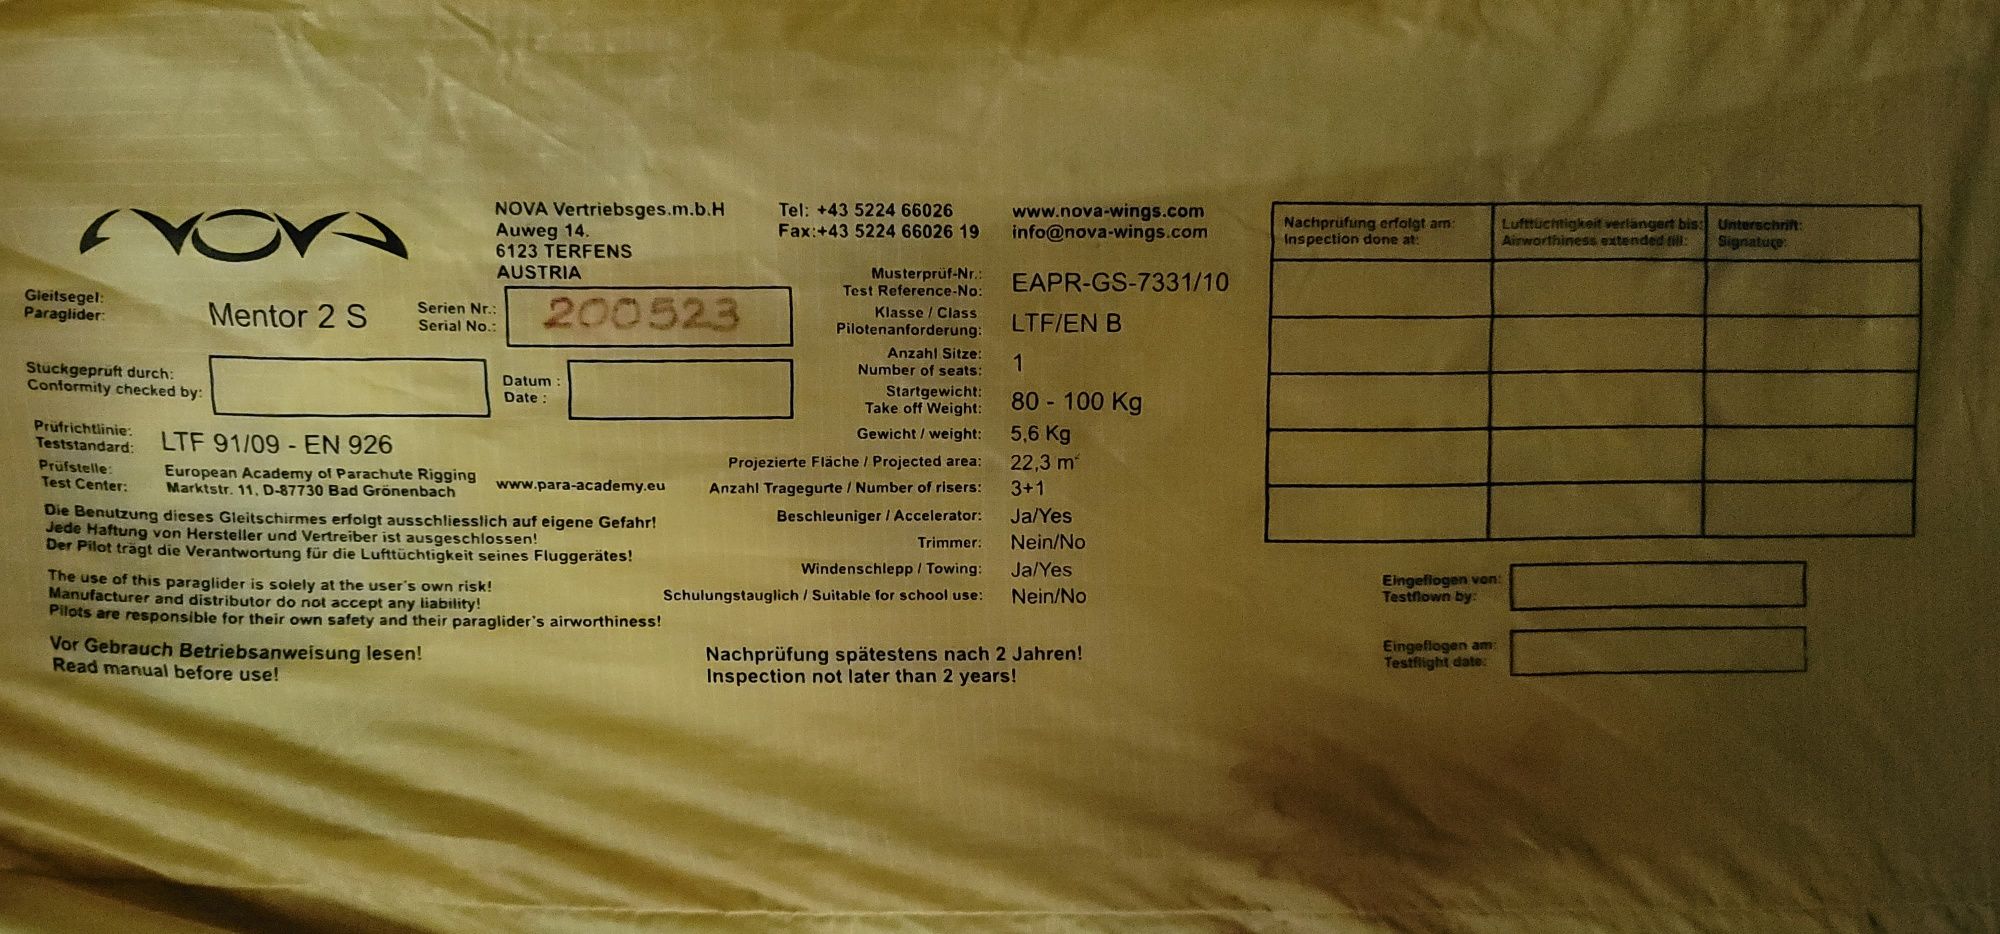 NOVA
NOVA Vertriebsges.m.b.H
Auweg 14.
6123 TERFENS
AUSTRIA
Tel: +43 5224 66026
Fax:+43 5224 66026 19
www.nova-wings.com
info@nova-wings.com
Gleitsegel:
Paraglider:
Mentor 2 S
Serien Nr.:
Serial No.:
200523
Stückgeprüft durch:
Conformity checked by:
Datum :
Date :
Prüfrichtlinie:
Teststandard:
LTF 91/09 - EN 926
Prüfstelle:
Test Center:
European Academy of Parachute Rigging
Marktstr. 11, D-87730 Bad Grönenbach
www.para-academy.eu
Die Benutzung dieses Gleitschirmes erfolgt ausschliesslich auf eigene Gefahr!
Jede Haftung von Hersteller und Vertreiber ist ausgeschlossen!
Der Pilot trägt die Verantwortung für die Lufttüchtigkeit seines Fluggerätes!
The use of this paraglider is solely at the user's own risk!
Manufacturer and distributor do not accept any liability!
Pilots are responsible for their own safety and their paraglider's airworthiness!
Vor Gebrauch Betriebsanweisung lesen!
Read manual before use!
Musterprüf-Nr.:
Test Reference-No:
EAPR-GS-7331/10
Klasse / Class
Pilotenanforderung:
LTF/EN B
Anzahl Sitze:
Number of seats:
1
Startgewicht:
Take off Weight:
80 - 100 Kg
Gewicht / weight: 5,6 Kg
Projezierte Fläche / Projected area: 22,3 m²
Anzahl Tragegurte / Number of risers: 3+1
Beschleuniger / Accelerator: Ja/Yes
Trimmer: Nein/No
Windenschlepp / Towing: Ja/Yes
Schulungstauglich / Suitable for school use: Nein/No
Nachprüfung spätestens nach 2 Jahren!
Inspection not later than 2 years!
Nachprüfung erfolgt am:
Inspection done at:
Lufttüchtigkeit verlängert bis:
Airworthiness extended till:
Unterschrift:
Signature:
Eingeflogen von:
Testflown by:
Eingeflogen am:
Testflight date: